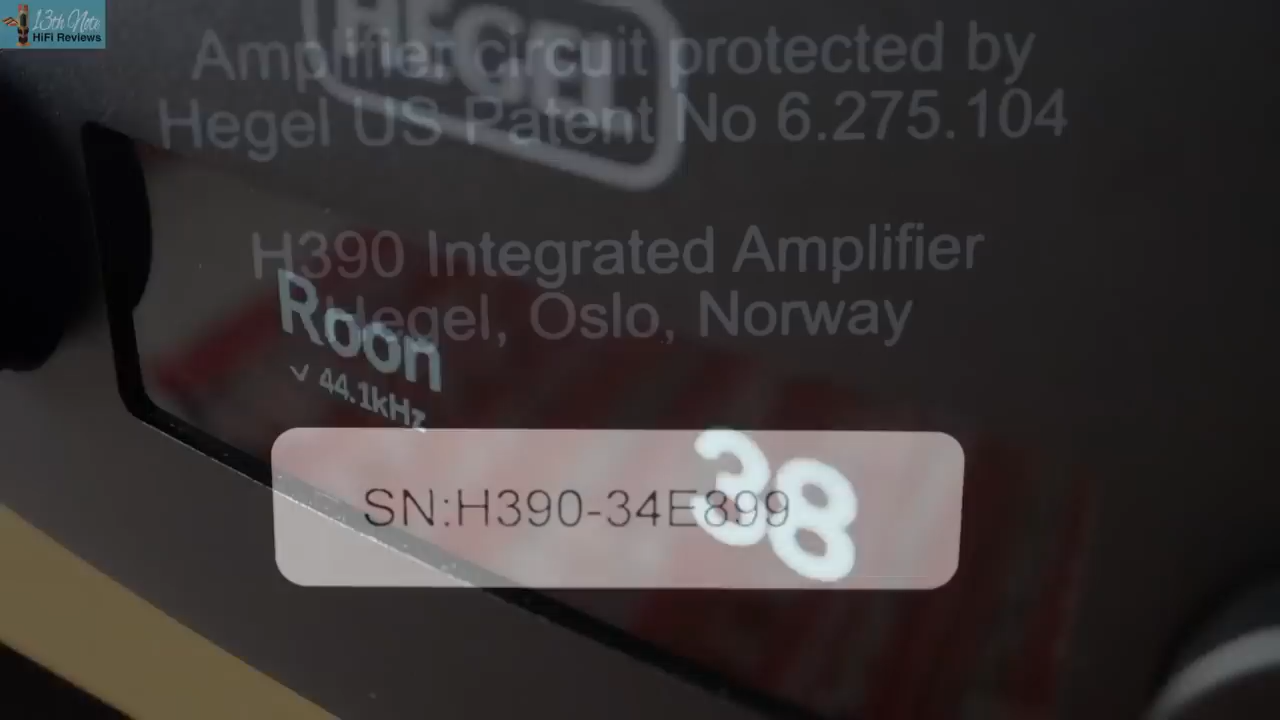 13th Note
HiFi Reviews
HEGEL
Amplifier circuit protected by
Hegel US Patent No 6.275.104
H390 Integrated Amplifier
Hegel, Oslo, Norway
Roon
✓ 44.1kHz
38
SN:H390-34E899